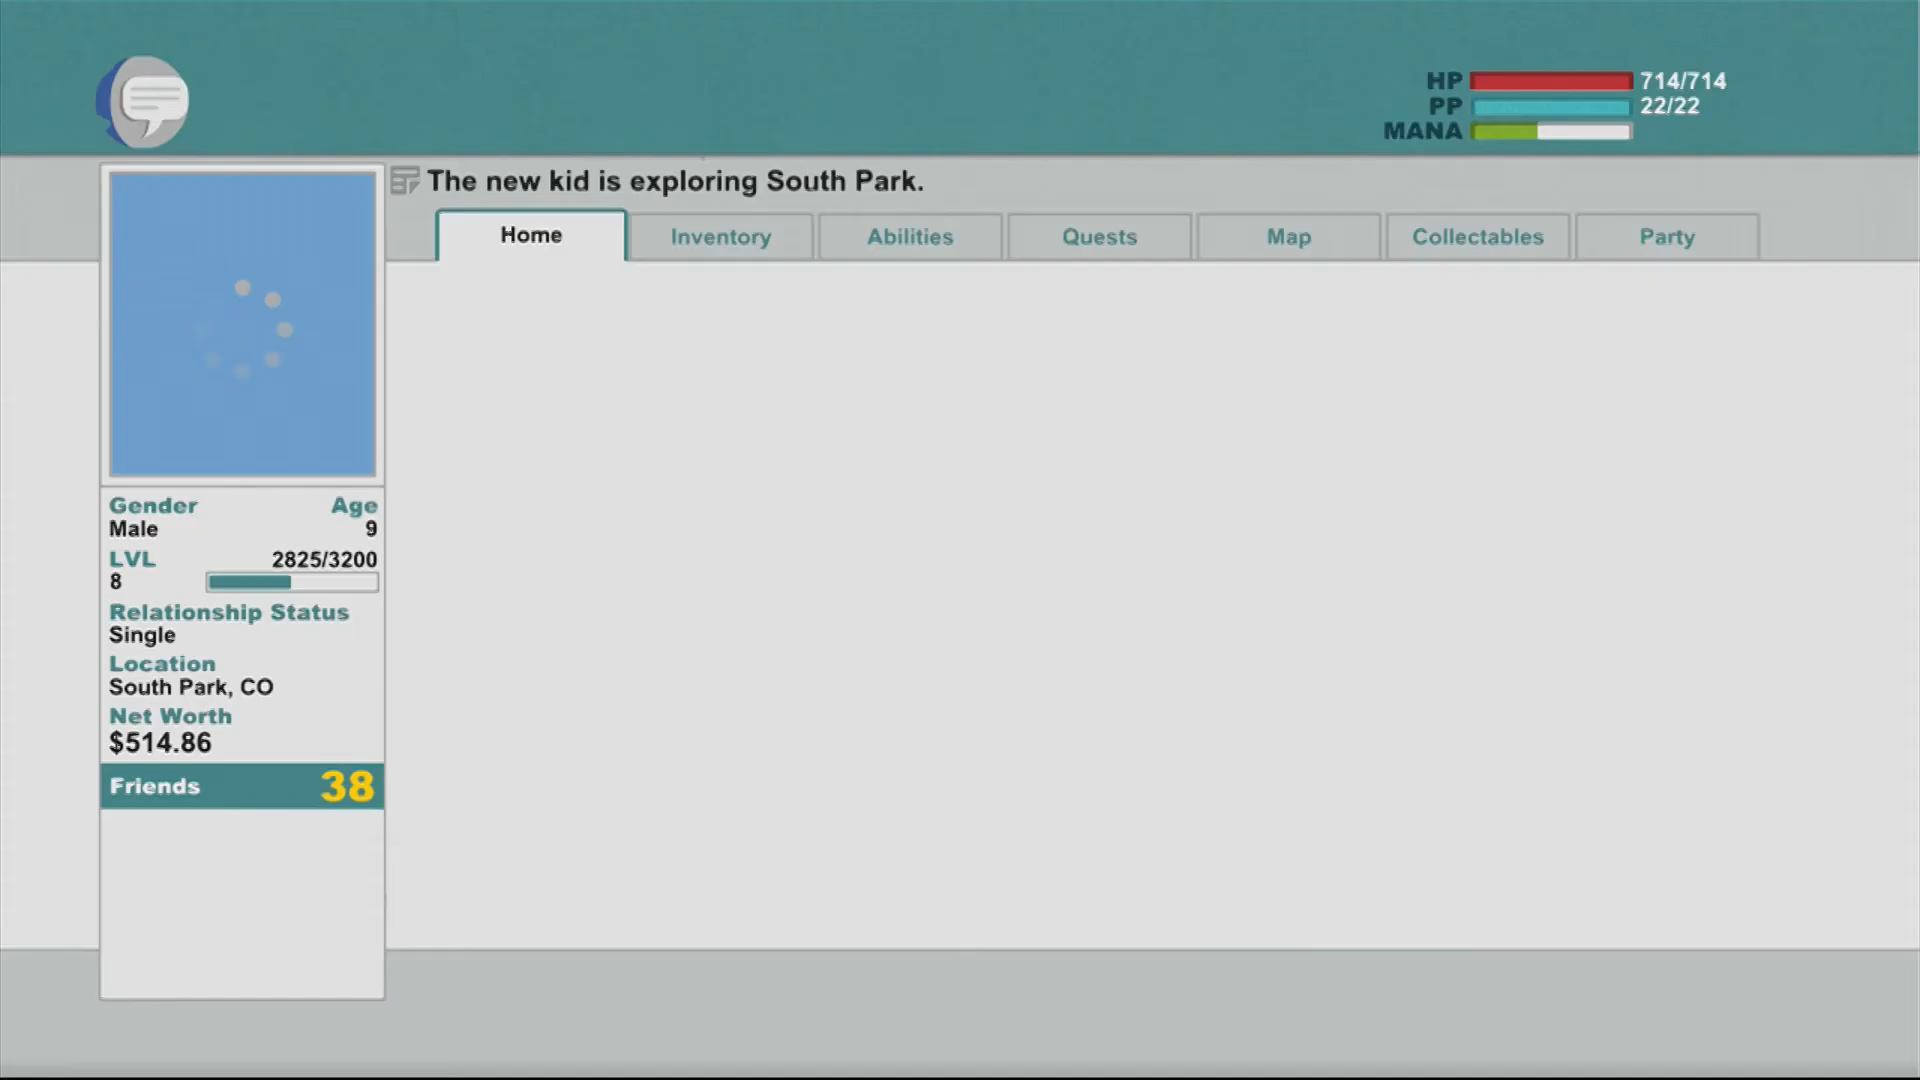 HP 714/714
PP 22/22
MANA
The new kid is exploring South Park.
Home Inventory Abilities Quests Map Collectables Party
Gender Age
Male 9
LVL 2825/3200
8
Relationship Status
Single
Location
South Park, CO
Net Worth
$514.86
Friends 38